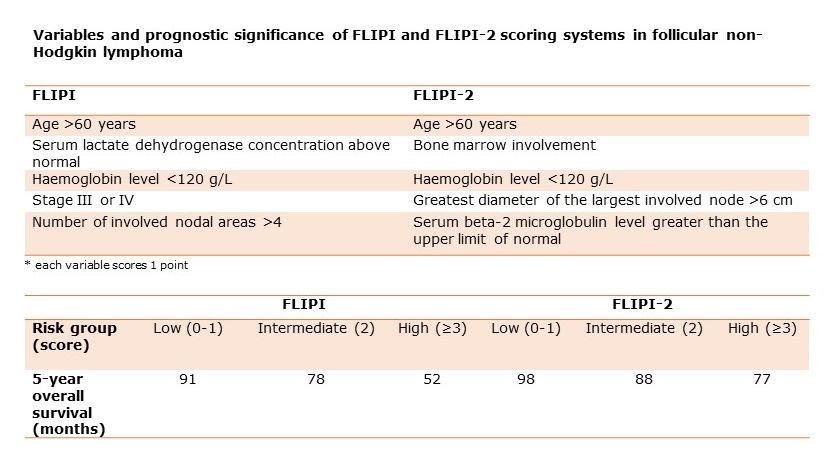 Variables and prognostic significance of FLIPI and FLIPI-2 scoring systems in follicular non-
Hodgkin lymphoma
FLIPI FLIPI-2
Age >60 years Age >60 years
Serum lactate dehydrogenase concentration above
normal Bone marrow involvement
Haemoglobin level <120 g/L Haemoglobin level <120 g/L
Stage III or IV Greatest diameter of the largest involved node >6 cm
Number of involved nodal areas >4 Serum beta-2 microglobulin level greater than the
upper limit of normal
* each variable scores 1 point
FLIPI FLIPI-2
Risk group
(score) Low (0-1) Intermediate (2) High (≥3) Low (0-1) Intermediate (2) High (≥3)
5-year
overall
survival
(months) 91 78 52 98 88 77